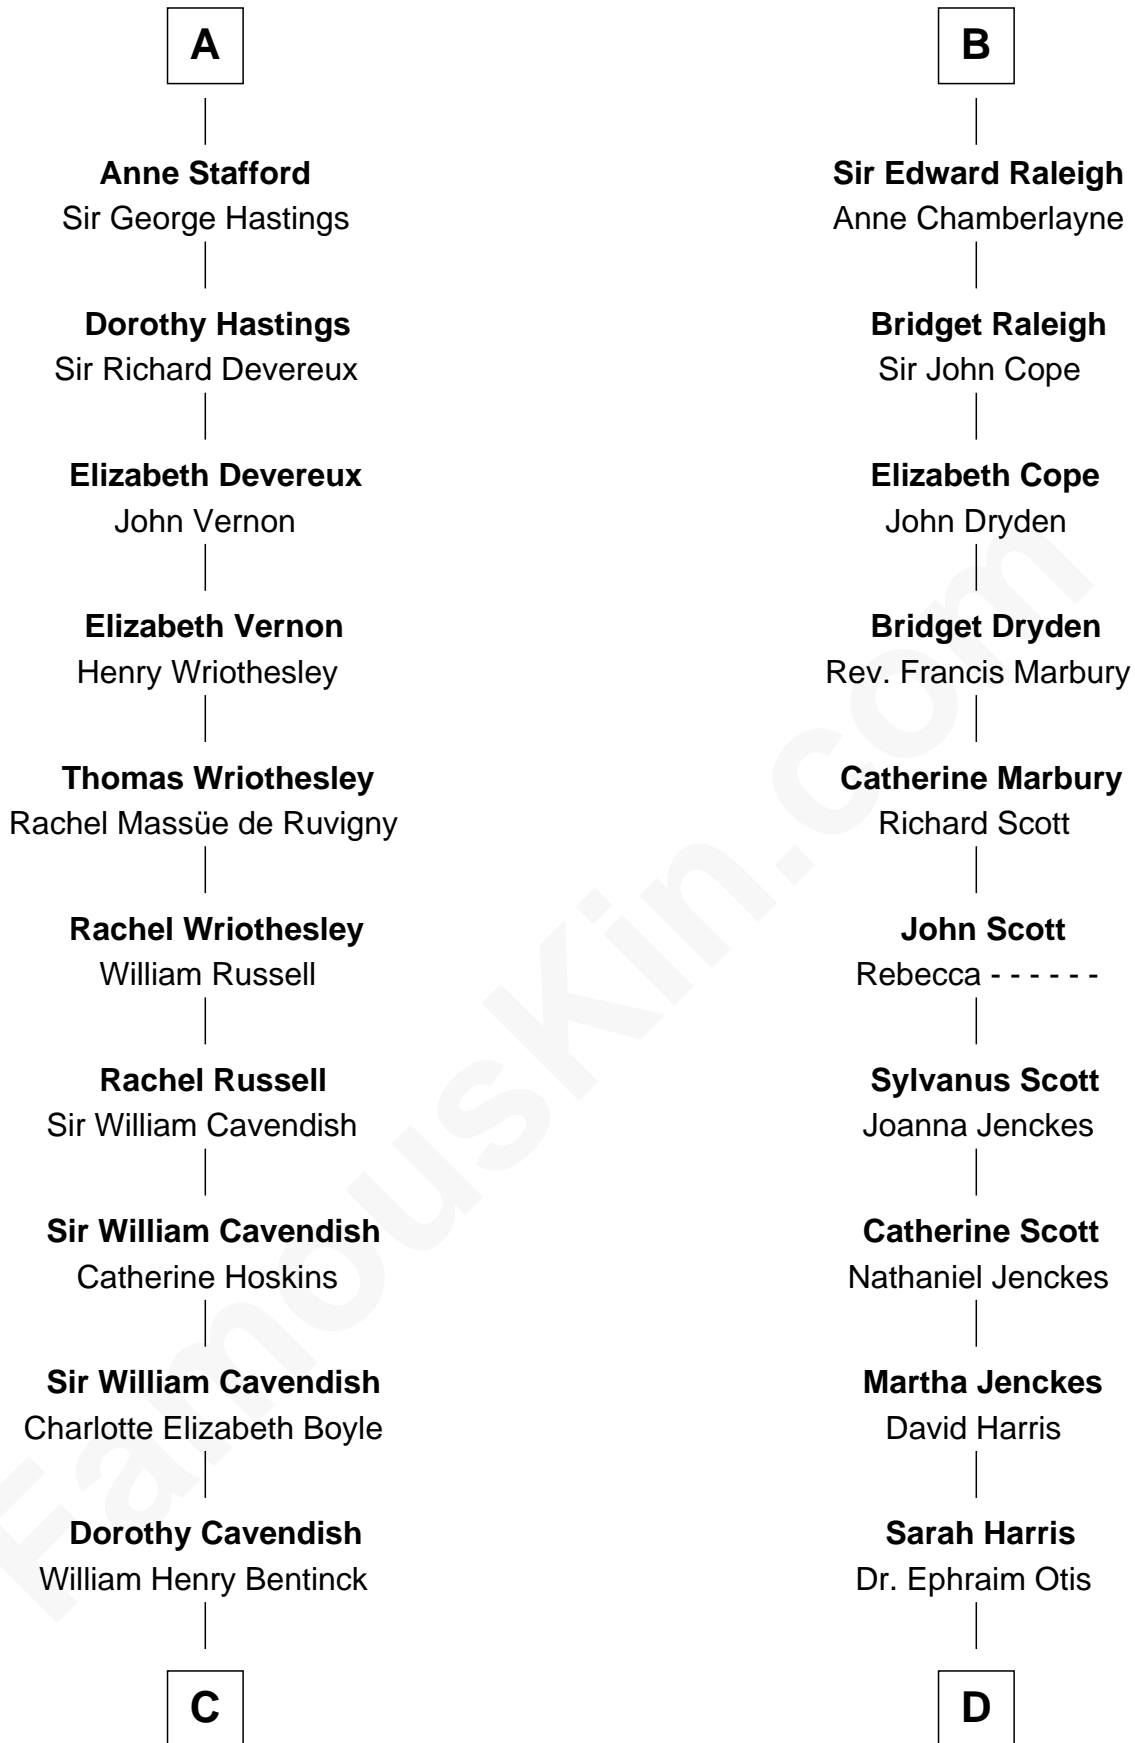 A
Anne Stafford
Sir George Hastings
Dorothy Hastings
Sir Richard Devereux
Elizabeth Devereux
John Vernon
Elizabeth Vernon
Henry Wriothesley
Thomas Wriothesley
Rachel Massüe de Ruvigny
Rachel Wriothesley
William Russell
Rachel Russell
Sir William Cavendish
Sir William Cavendish
Catherine Hoskins
Sir William Cavendish
Charlotte Elizabeth Boyle
Dorothy Cavendish
William Henry Bentinck
C
B
Sir Edward Raleigh
Anne Chamberlayne
Bridget Raleigh
Sir John Cope
Elizabeth Cope
John Dryden
Bridget Dryden
Rev. Francis Marbury
Catherine Marbury
Richard Scott
John Scott
Rebecca - - - - - -
Sylvanus Scott
Joanna Jenckes
Catherine Scott
Nathaniel Jenckes
Martha Jenckes
David Harris
Sarah Harris
Dr. Ephraim Otis
D
FamousKin.com